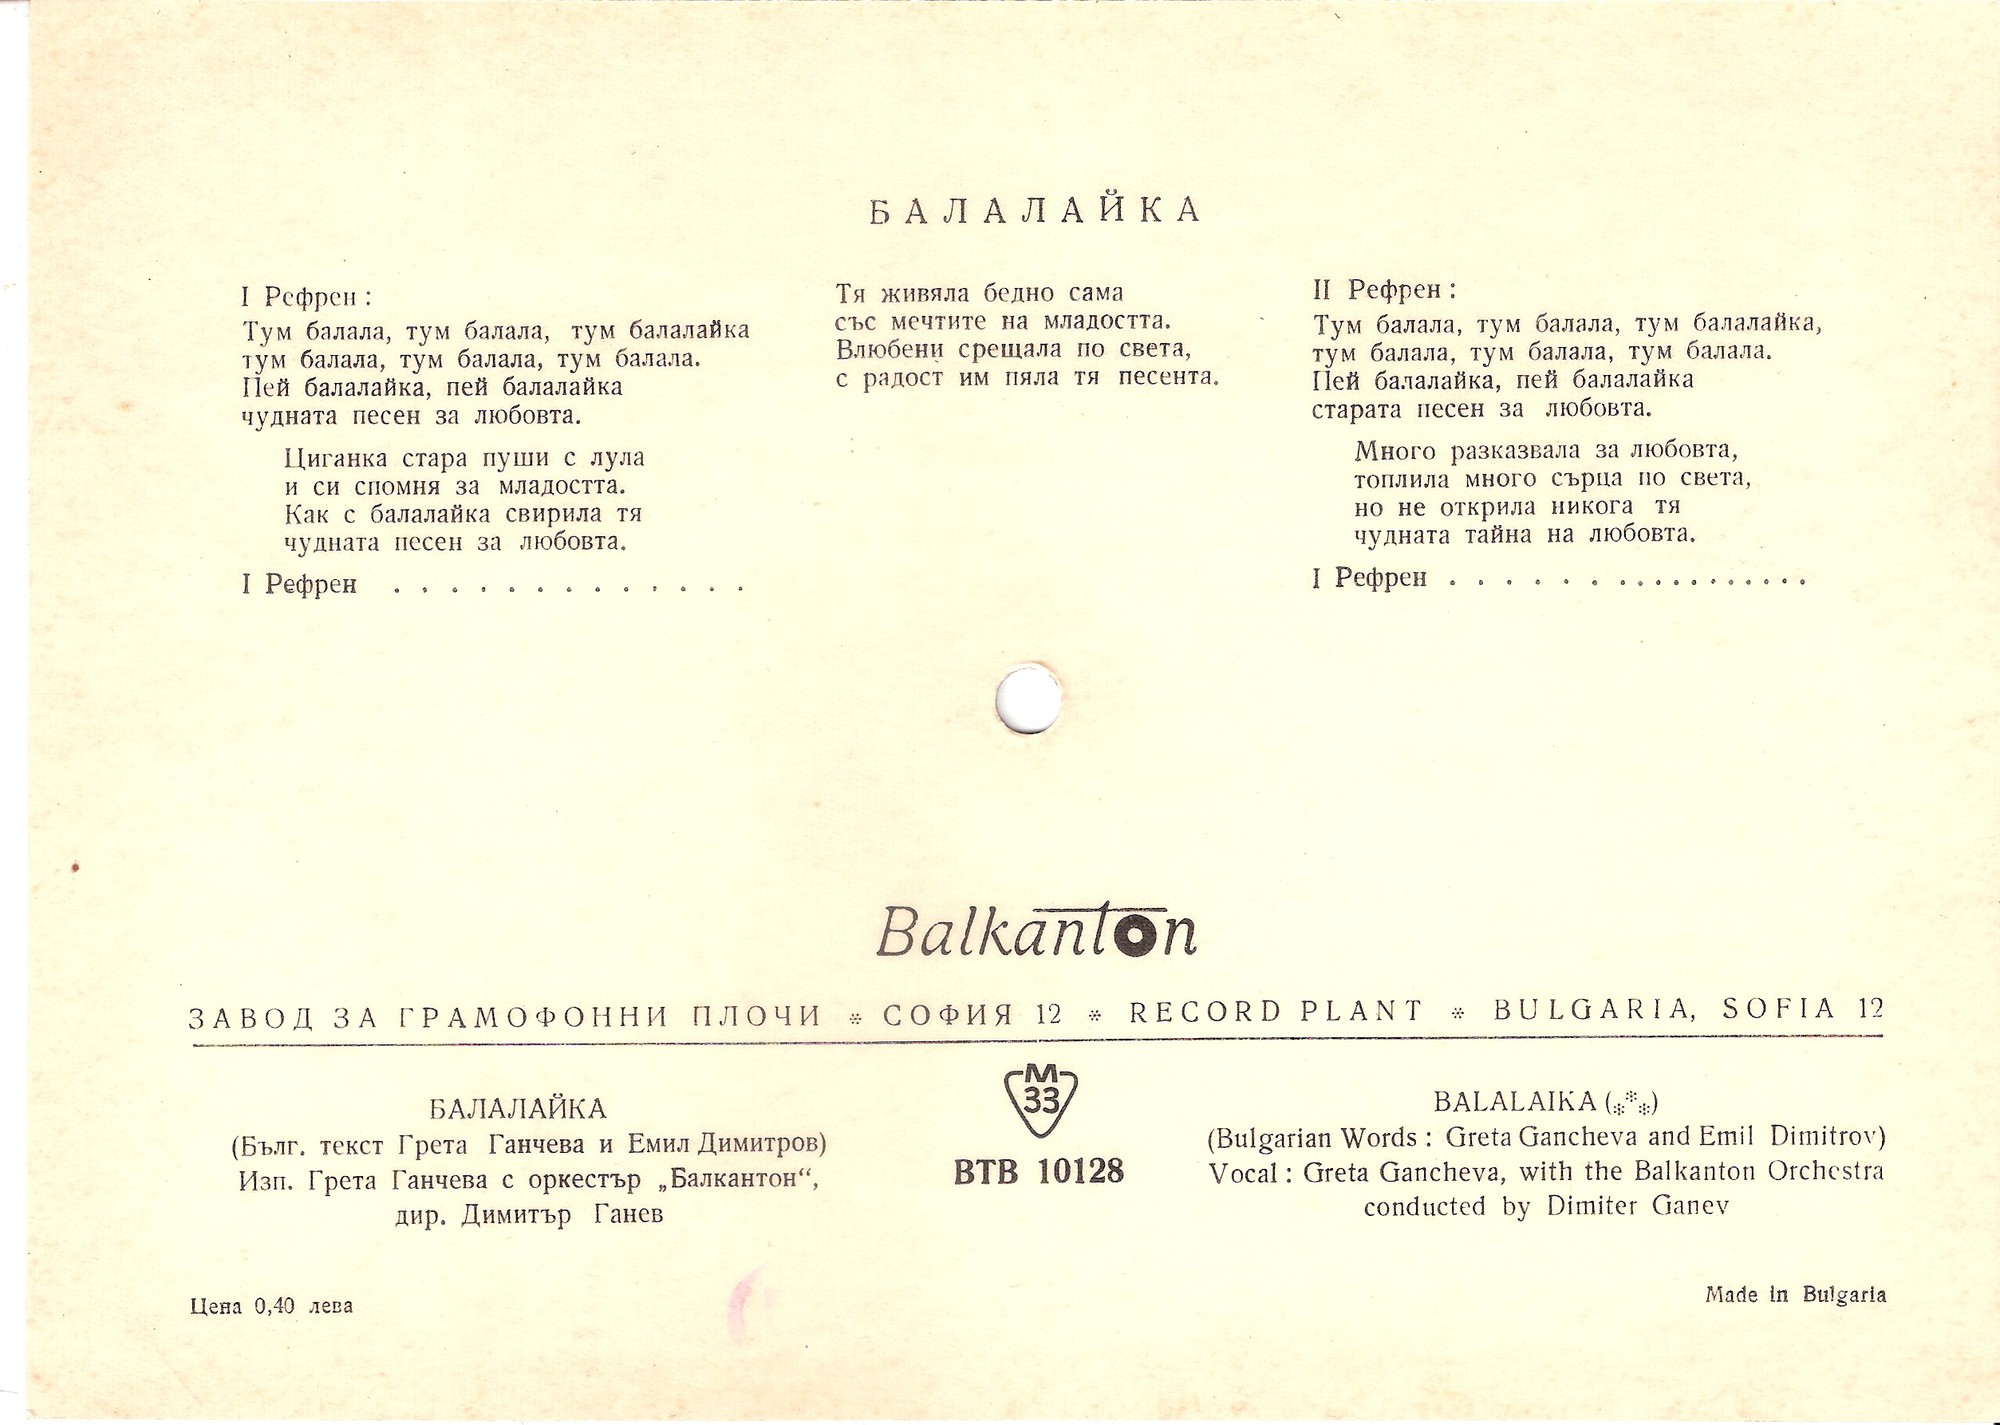 БАЛАЛАЙКА
I Рефрен :
Тум балала, тум балала, тум балалайка
тум балала, тум балала, тум балала.
Пей балалайка, пей балалайка
чудната песен за любовта.
Циганка стара пуши с лула
и си спомня за младостта.
Как с балалайка свирила тя
чудната песен за любовта.
I Рефрен . . . . . . . . . . . . .
Тя живяла бедно сама
със мечтите на младостта.
Влюбени срещала по света,
с радост им пяла тя песента.
II Рефрен :
Тум балала, тум балала, тум балалайка,
тум балала, тум балала, тум балала.
Пей балалайка, пей балалайка
старата песен за любовта.
Много разказвала за любовта,
топлила много сърца по света,
но не открила никога тя
чудната тайна на любовта.
I Рефрен . . . . . . . . . . . . . . . .
Balkanton
ЗАВОД ЗА ГРАМОФОННИ ПЛОЧИ * СОФИЯ 12 * RECORD PLANT * BULGARIA, SOFIA 12
БАЛАЛАЙКА
(Бълг. текст Грета Ганчева и Емил Димитров)
Изп. Грета Ганчева с оркестър „Балкантон“,
дир. Димитър Ганев
М
33
ВТВ 10128
BALALAIKA (***)
(Bulgarian Words : Greta Gancheva and Emil Dimitrov)
Vocal : Greta Gancheva, with the Balkanton Orchestra
conducted by Dimiter Ganev
Цена 0,40 лева
Made in Bulgaria